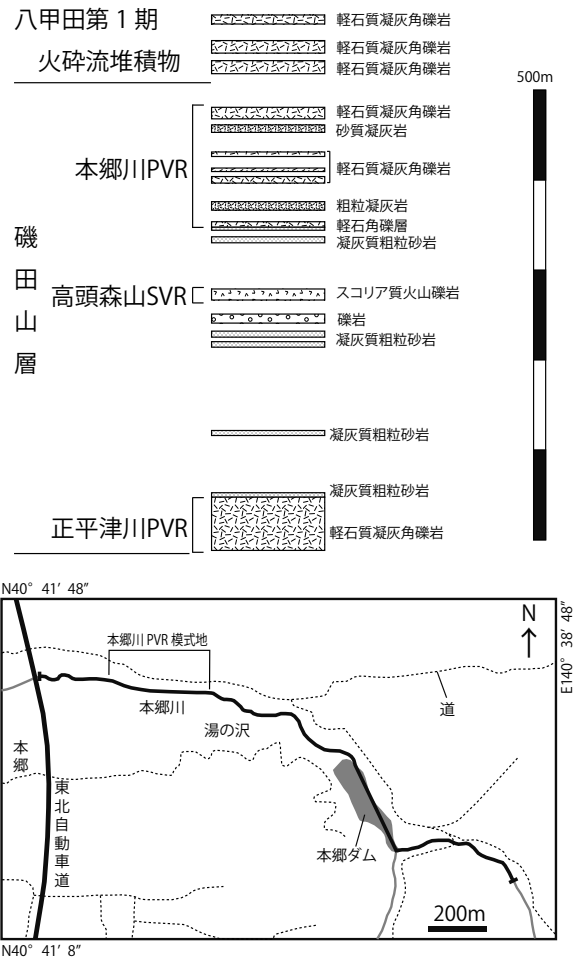 八甲田第 1 期
火砕流堆積物
軽石質凝灰角礫岩
軽石質凝灰角礫岩
軽石質凝灰角礫岩
500m
磯田山層
本郷川PVR
軽石質凝灰角礫岩
砂質凝灰岩
軽石質凝灰角礫岩
粗粒凝灰岩
軽石角礫層
凝灰質粗粒砂岩
高頭森山SVR
スコリア質火山礫岩
礫岩
凝灰質粗粒砂岩
凝灰質粗粒砂岩
凝灰質粗粒砂岩
正平津川PVR
軽石質凝灰角礫岩
N40° 41′ 48″
E140° 38′ 48″
N
本郷川 PVR 模式地
本郷川
湯の沢
道
本郷
東北自動車道
本郷ダム
200m
N40° 41′ 8″